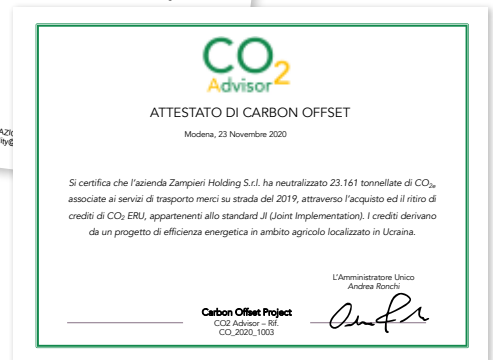 CO2
Advisor
ATTESTATO DI CARBON OFFSET
Modena, 23 Novembre 2020
Si certifica che l'azienda Zampieri Holding S.r.l. ha neutralizzato 23.161 tonnellate di CO2e
associate ai servizi di trasporto merci su strada del 2019, attraverso l'acquisto ed il ritiro di
crediti di CO2 ERU, appartenenti allo standard JI (Joint Implementation). I crediti derivano
da un progetto di efficienza energetica in ambito agricolo localizzato in Ucraina.
L'Amministratore Unico
Andrea Ronchi
Carbon Offset Project
CO2 Advisor – Rif.
CO_2020_1003